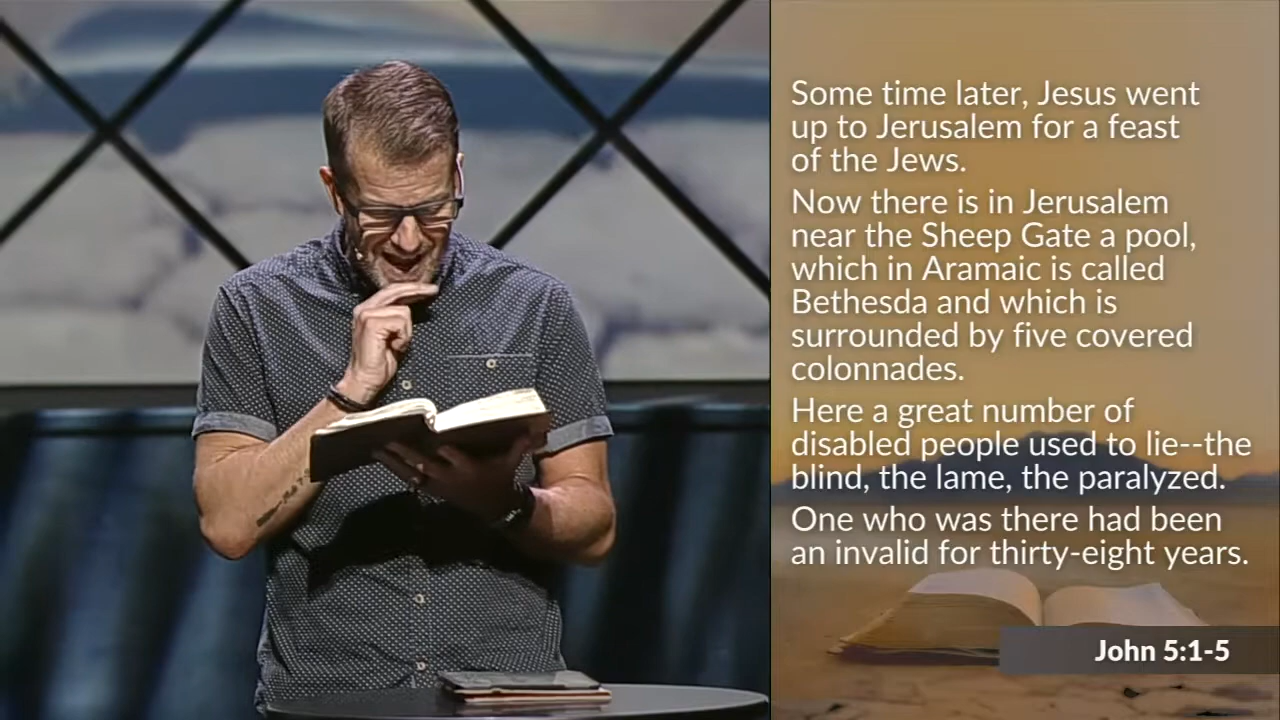 Some time later, Jesus went
up to Jerusalem for a feast
of the Jews.
Now there is in Jerusalem
near the Sheep Gate a pool,
which in Aramaic is called
Bethesda and which is
surrounded by five covered
colonnades.
Here a great number of
disabled people used to lie--the
blind, the lame, the paralyzed.
One who was there had been
an invalid for thirty-eight years.
John 5:1-5